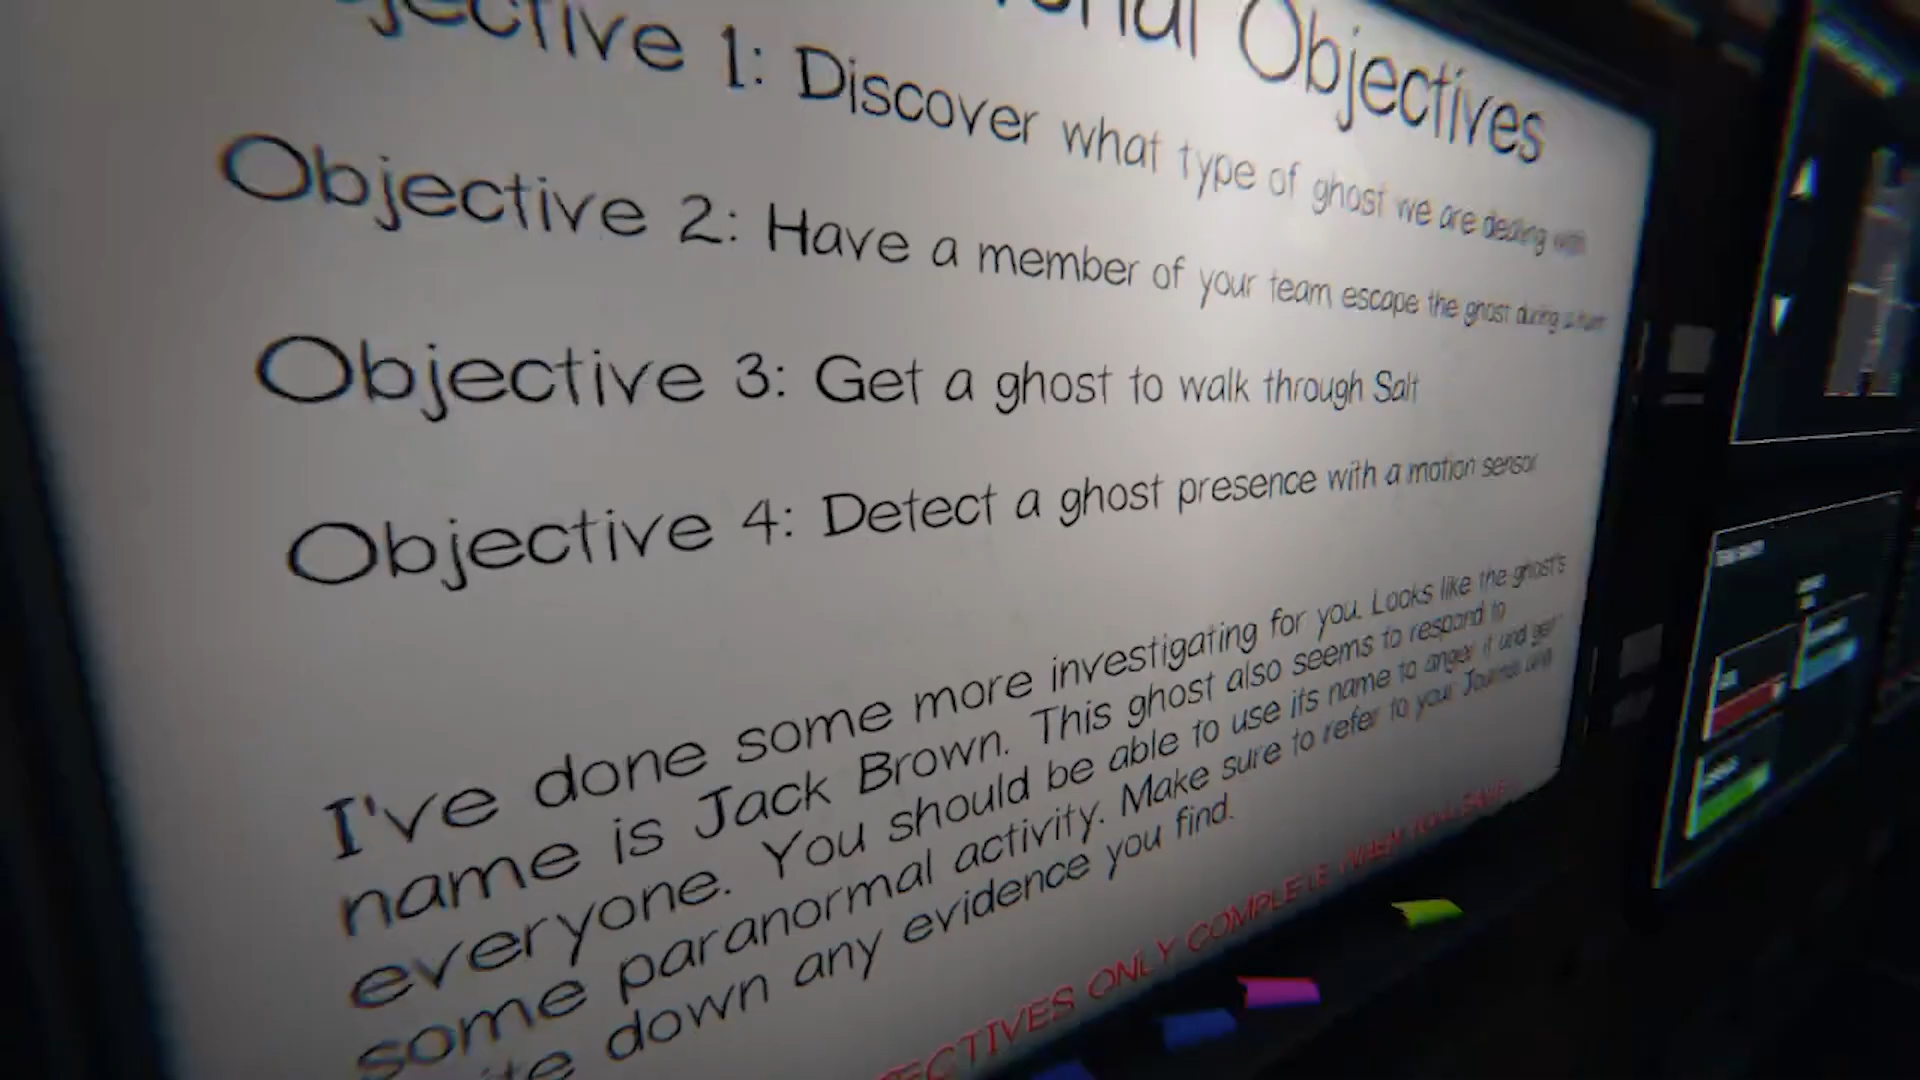 Objectives
Objective 1: Discover what type of ghost we are dealing with
Objective 2: Have a member of your team escape the ghost during a hunt
Objective 3: Get a ghost to walk through Salt
Objective 4: Detect a ghost presence with a motion sensor
I've done some more investigating for you. Looks like the ghost's
name is Jack Brown. This ghost also seems to respond to
everyone. You should be able to use its name to anger it and get
some paranormal activity. Make sure to refer to your Journal and
down any evidence you find.
ONLY COMPLETE WHEN YOU LEAVE